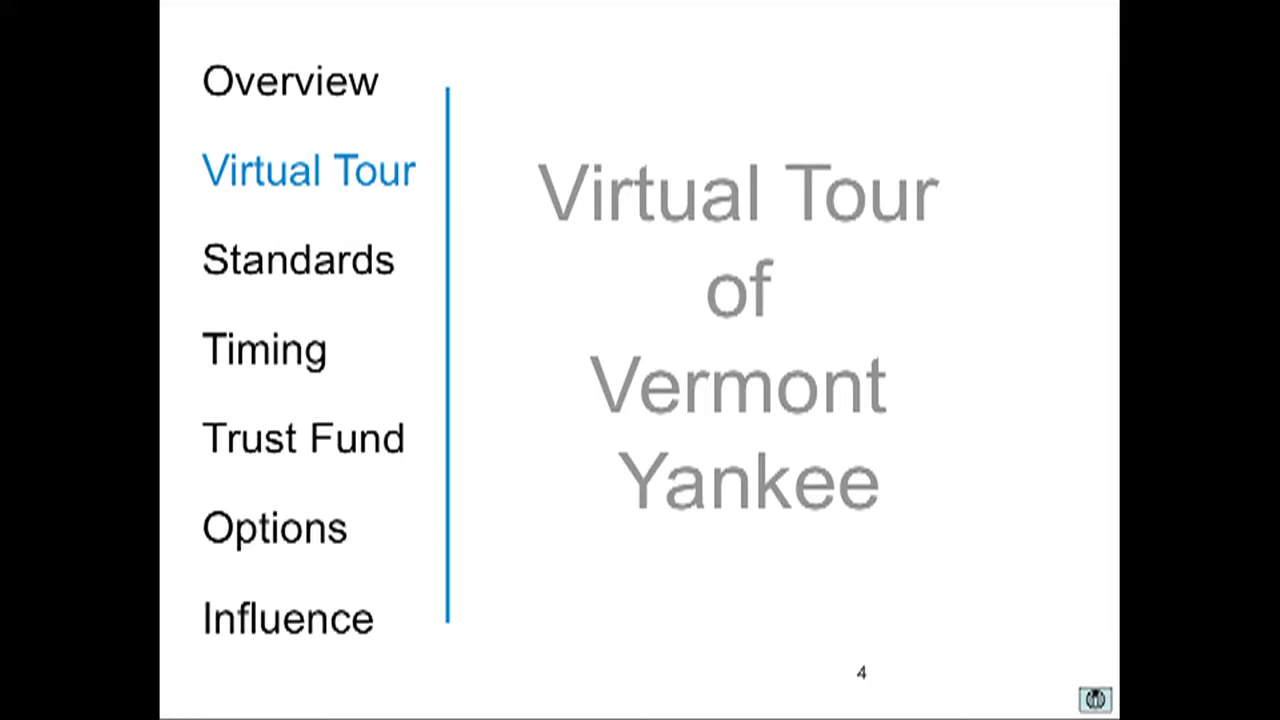 Overview
Virtual Tour
Standards
Timing
Trust Fund
Options
Influence
Virtual Tour
of
Vermont
Yankee
4